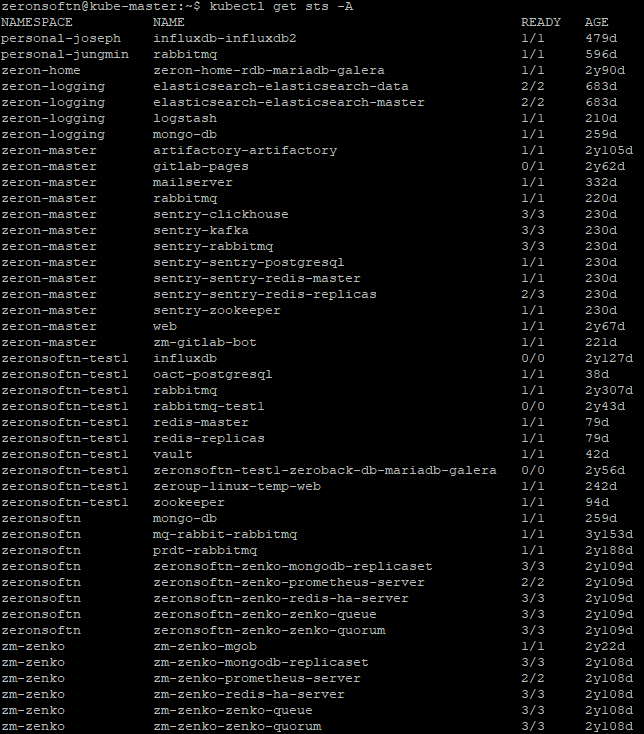 zeronsoftn@kube-master:~$ kubectl get sts -A
NAMESPACE NAME READY AGE
personal-joseph influxdb-influxdb2 1/1 479d
personal-jungmin rabbitmq 1/1 596d
zeron-home zeron-home-rdb-mariadb-galera 1/1 2y90d
zeron-logging elasticsearch-elasticsearch-data 2/2 683d
zeron-logging elasticsearch-elasticsearch-master 2/2 683d
zeron-logging logstash 1/1 210d
zeron-logging mongo-db 1/1 259d
zeron-master artifactory-artifactory 1/1 2y105d
zeron-master gitlab-pages 0/1 2y62d
zeron-master mailserver 1/1 332d
zeron-master rabbitmq 1/1 220d
zeron-master sentry-clickhouse 3/3 230d
zeron-master sentry-kafka 3/3 230d
zeron-master sentry-rabbitmq 3/3 230d
zeron-master sentry-sentry-postgresql 1/1 230d
zeron-master sentry-sentry-redis-master 1/1 230d
zeron-master sentry-sentry-redis-replicas 2/3 230d
zeron-master sentry-zookeeper 1/1 230d
zeron-master web 1/1 2y67d
zeron-master zm-gitlab-bot 1/1 221d
zeronsoftn-test1 influxdb 0/0 2y127d
zeronsoftn-test1 oact-postgresql 1/1 38d
zeronsoftn-test1 rabbitmq 1/1 2y307d
zeronsoftn-test1 rabbitmq-test1 0/0 2y43d
zeronsoftn-test1 redis-master 1/1 79d
zeronsoftn-test1 redis-replicas 1/1 79d
zeronsoftn-test1 vault 1/1 42d
zeronsoftn-test1 zeronsoftn-test1-zeroback-db-mariadb-galera 0/0 2y56d
zeronsoftn-test1 zeroup-linux-temp-web 1/1 242d
zeronsoftn-test1 zookeeper 1/1 94d
zeronsoftn mongo-db 1/1 259d
zeronsoftn mq-rabbit-rabbitmq 1/1 3y153d
zeronsoftn prdt-rabbitmq 1/1 2y188d
zeronsoftn zeronsoftn-zenko-mongodb-replicaset 3/3 2y109d
zeronsoftn zeronsoftn-zenko-prometheus-server 2/2 2y109d
zeronsoftn zeronsoftn-zenko-redis-ha-server 3/3 2y109d
zeronsoftn zeronsoftn-zenko-zenko-queue 3/3 2y109d
zeronsoftn zeronsoftn-zenko-zenko-quorum 3/3 2y109d
zm-zenko zm-zenko-mgob 1/1 2y22d
zm-zenko zm-zenko-mongodb-replicaset 3/3 2y108d
zm-zenko zm-zenko-prometheus-server 2/2 2y108d
zm-zenko zm-zenko-redis-ha-server 3/3 2y108d
zm-zenko zm-zenko-zenko-queue 3/3 2y108d
zm-zenko zm-zenko-zenko-quorum 3/3 2y108d